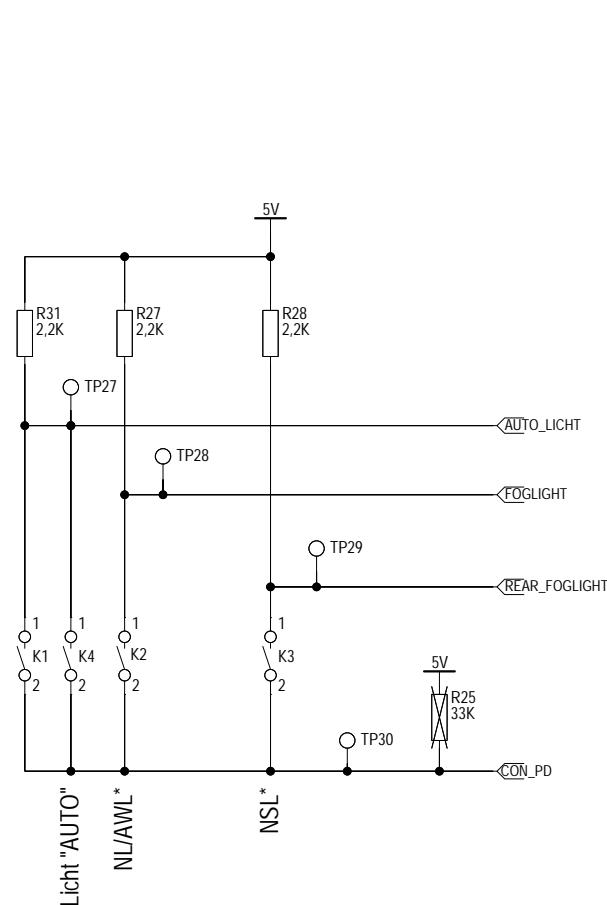 5V
R31
2,2K
R27
2,2K
R28
2,2K
TP27
AUTO_LICHT
TP28
FOGLIGHT
TP29
REAR_FOGLIGHT
1
K1
2
1
K4
2
1
K2
2
1
K3
2
5V
R25
33K
TP30
CON_PD
Licht "AUTO"
NL/AWL*
NSL*